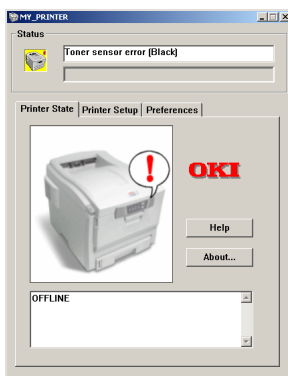 MY_PRINTER
Status
Toner sensor error (Black)
Printer State
Printer Setup
Preferences
OKI
Help
About...
OFFLINE